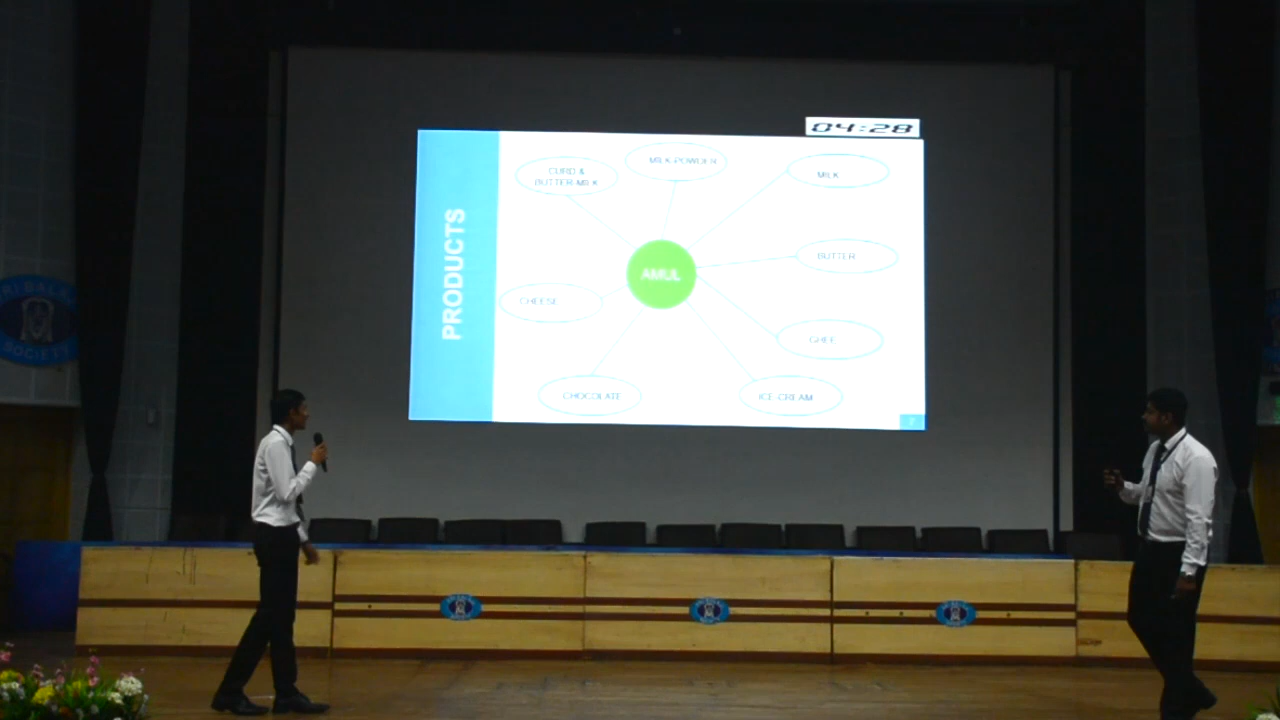 04:28
PRODUCTS
CURD &
BUTTER-MILK
MILK-POWDER
MILK
AMUL
BUTTER
CHEESE
GHEE
CHOCOLATE
ICE-CREAM
7
SOCIETY